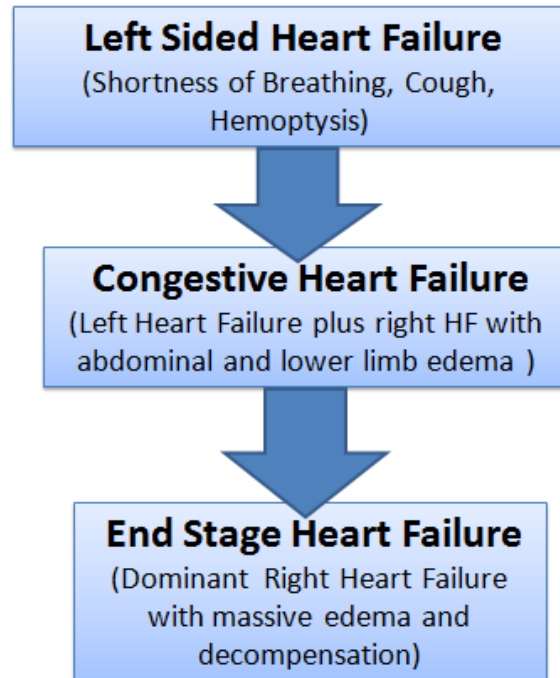 Left Sided Heart Failure
(Shortness of Breathing, Cough,
Hemoptysis)
Congestive Heart Failure
(Left Heart Failure plus right HF with
abdominal and lower limb edema )
End Stage Heart Failure
(Dominant Right Heart Failure
with massive edema and
decompensation)